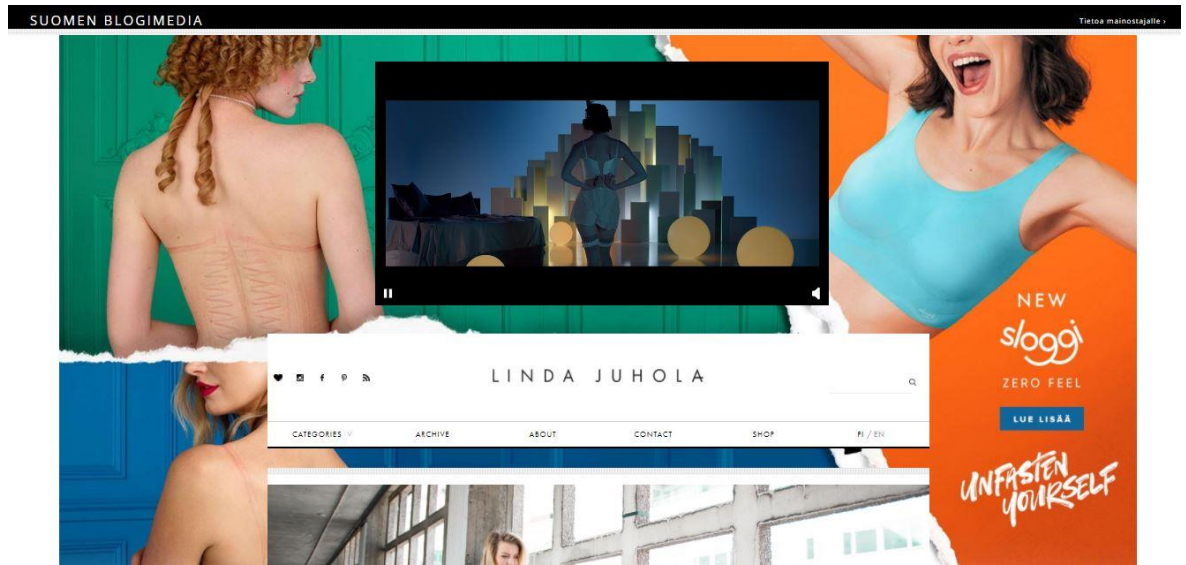 SUOMEN BLOGIMEDIA
Tietoa mainostajalle ›
NEW
sloggi
ZERO FEEL
LUE LISÄÄ
UNFASTEN
YOURSELF
LINDA JUHOLA
CATEGORIES
ARCHIVE
ABOUT
CONTACT
SHOP
FI / EN